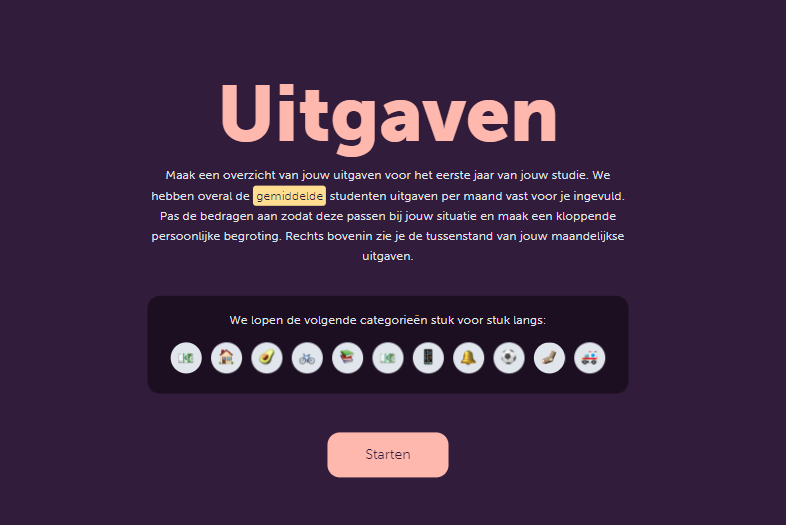 Uitgaven
Maak een overzicht van jouw uitgaven voor het eerste jaar van jouw studie. We
hebben overal de gemiddelde studenten uitgaven per maand vast voor je ingevuld.
Pas de bedragen aan zodat deze passen bij jouw situatie en maak een kloppende
persoonlijke begroting. Rechts bovenin zie je de tussenstand van jouw maandelijkse
uitgaven.
We lopen de volgende categorieën stuk voor stuk langs:
Starten